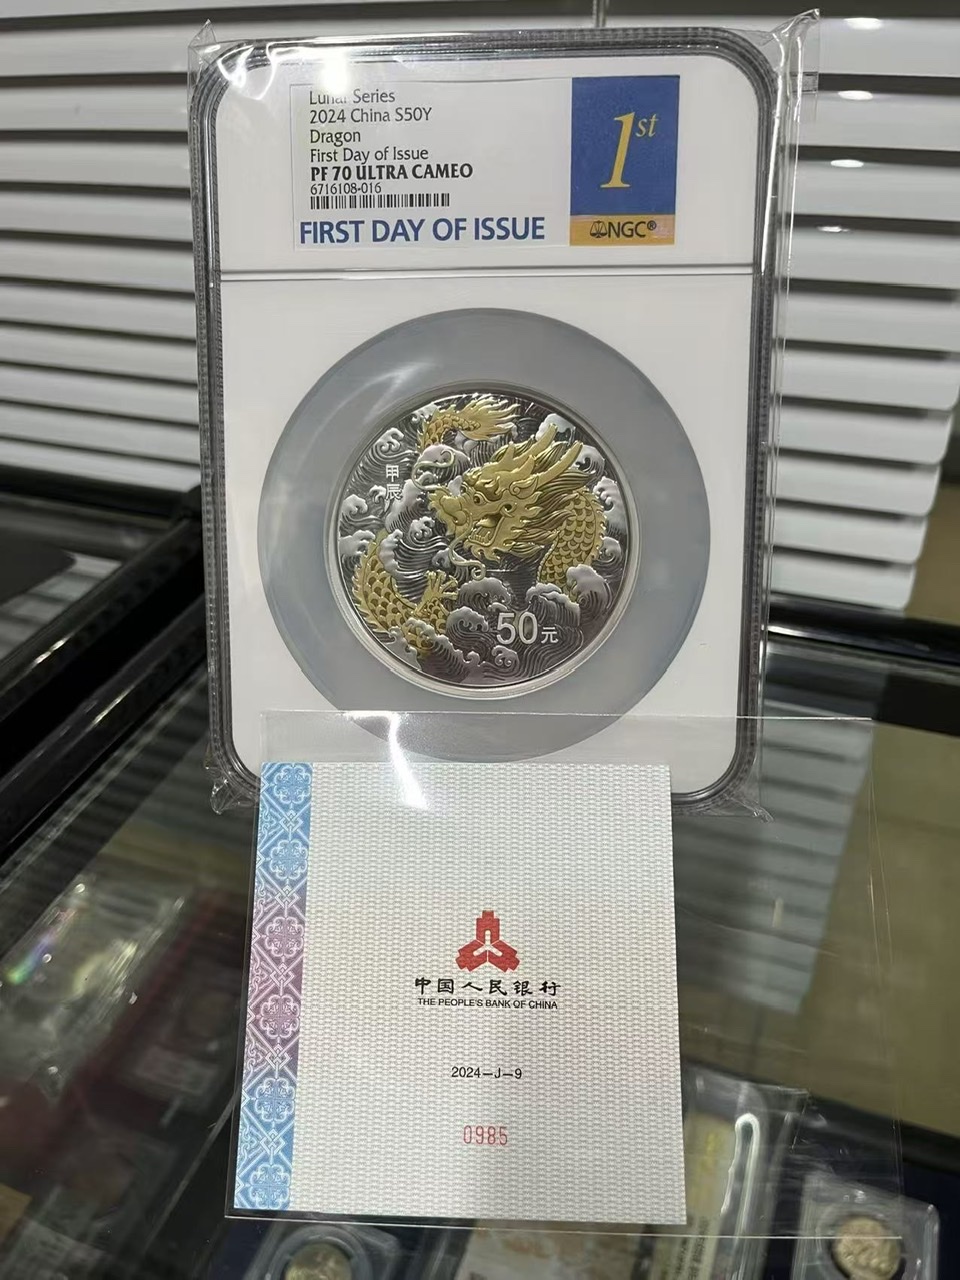 Lunar Series
2024 China S50Y
Dragon
First Day of Issue
PF 70 ULTRA CAMEO
6716108-016
FIRST DAY OF ISSUE
1st
NGC®
甲辰
50元
中国人民银行
THE PEOPLE'S BANK OF CHINA
2024-J-9
0985